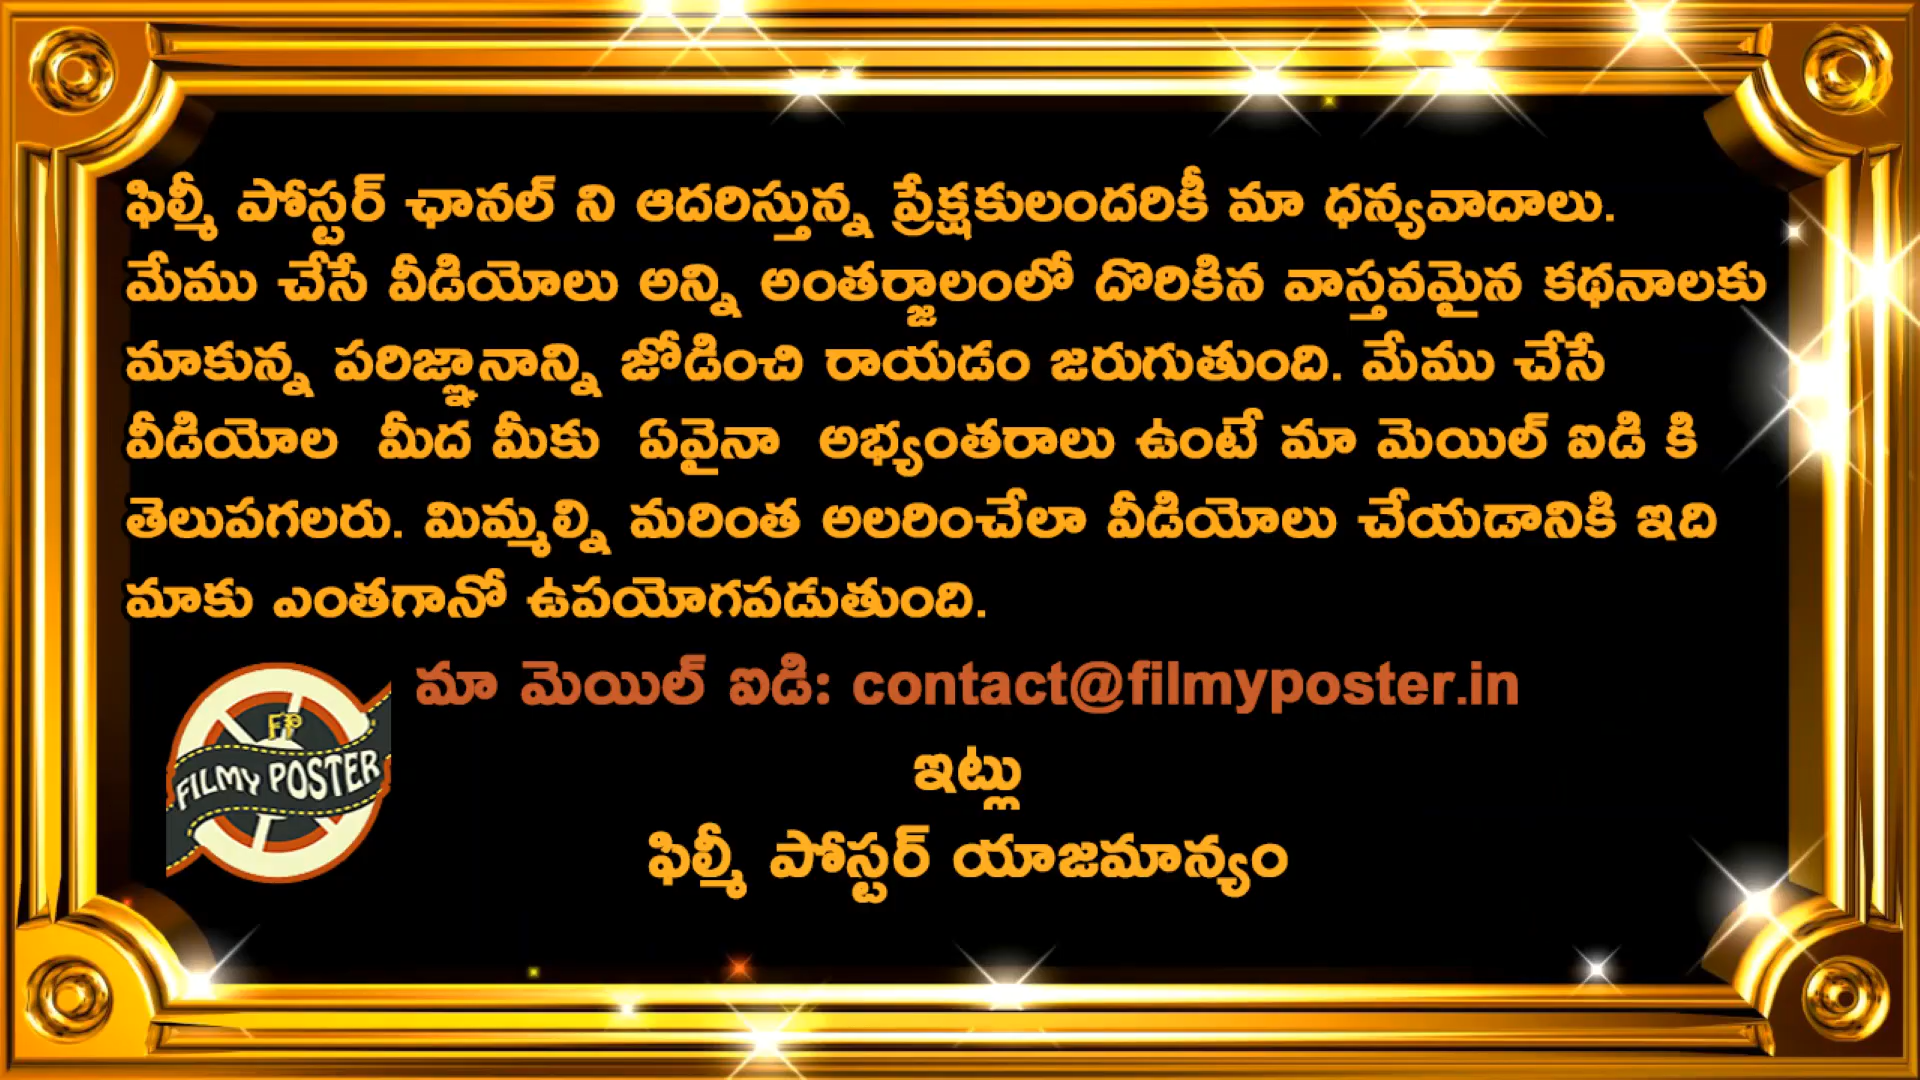 ఫిల్మీ పోస్టర్ ఛానల్ ని ఆదరిస్తున్న ప్రేక్షకులందరికీ మా ధన్యవాదాలు.
మేము చేసే వీడియోలు అన్ని అంతర్జాలంలో దొరికిన వాస్తవమైన కథనాలకు
మాకున్న పరిజ్ఞానాన్ని జోడించి రాయడం జరుగుతుంది. మేము చేసే
వీడియోల మీద మీకు ఏవైనా అభ్యంతరాలు ఉంటే మా మెయిల్ ఐడి కి
తెలుపగలరు. మిమ్మల్ని మరింత అలరించేలా వీడియోలు చేయడానికి ఇది
మాకు ఎంతగానో ఉపయోగపడుతుంది.
మా మెయిల్ ఐడి: contact@filmyposter.in
FP
FILMY POSTER
ఇట్లు
ఫిల్మీ పోస్టర్ యాజమాన్యం